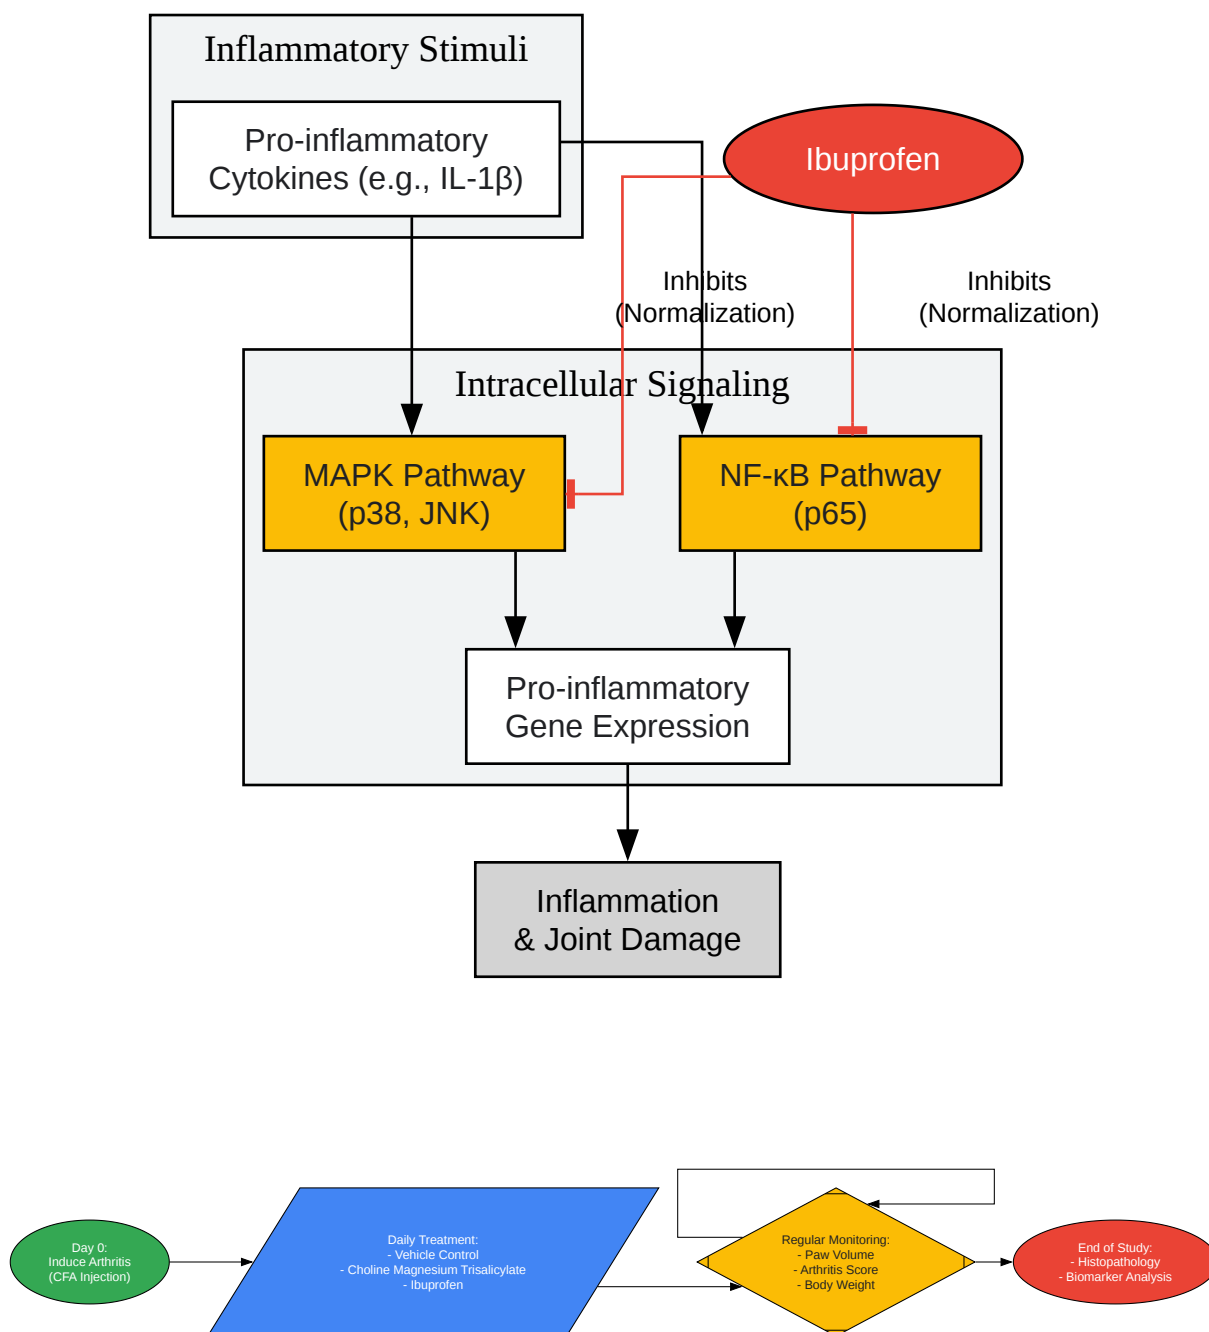 Inflammatory Stimuli
Pro-inflammatory
Cytokines (e.g., IL-1β)
Ibuprofen
Inhibits
(Normalization)
Inhibits
(Normalization)
Intracellular Signaling
MAPK Pathway
(p38, JNK)
NF-κB Pathway
(p65)
Pro-inflammatory
Gene Expression
Inflammation
& Joint Damage
Day 0:
Induce Arthritis
(CFA Injection)
Daily Treatment:
- Vehicle Control
- Choline Magnesium Trisalicylate
- Ibuprofen
Regular Monitoring:
- Paw Volume
- Arthritis Score
- Body Weight
End of Study:
- Histopathology
- Biomarker Analysis